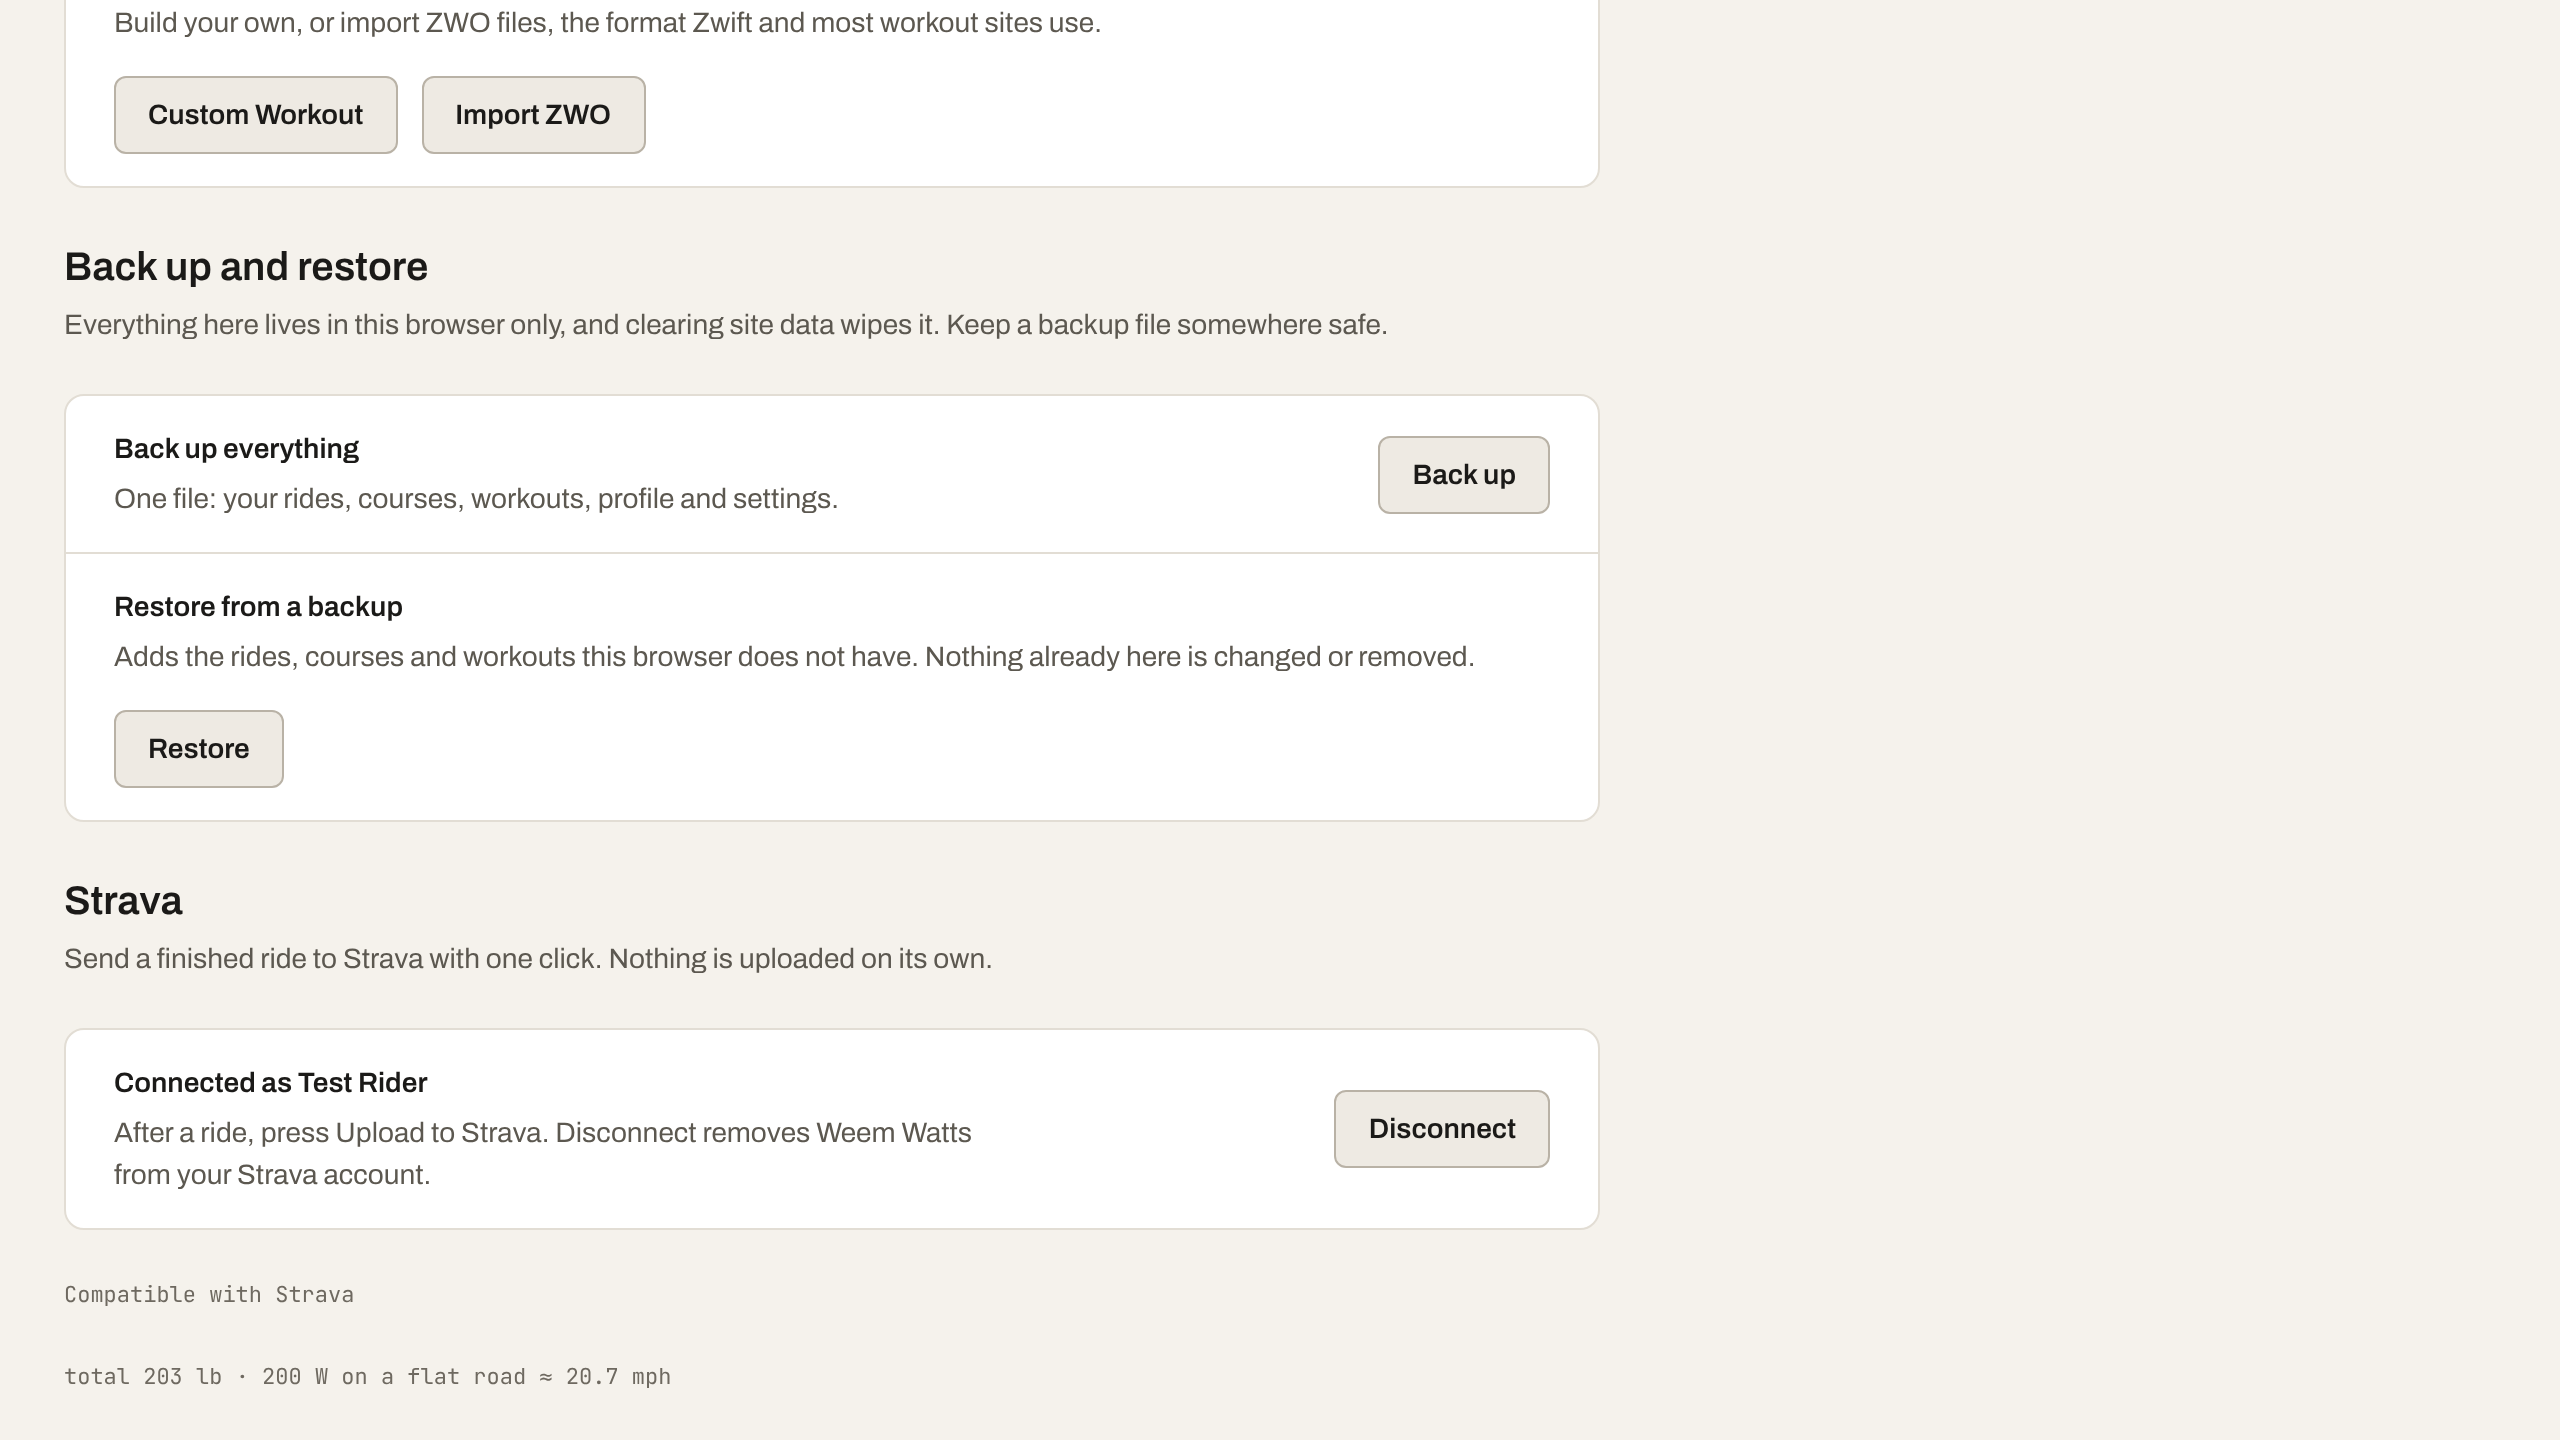 Build your own, or import ZWO files, the format Zwift and most workout sites use.
Custom Workout
Import ZWO
Back up and restore
Everything here lives in this browser only, and clearing site data wipes it. Keep a backup file somewhere safe.
Back up everything
One file: your rides, courses, workouts, profile and settings.
Back up
Restore from a backup
Adds the rides, courses and workouts this browser does not have. Nothing already here is changed or removed.
Restore
Strava
Send a finished ride to Strava with one click. Nothing is uploaded on its own.
Connected as Test Rider
After a ride, press Upload to Strava. Disconnect removes Weem Watts
from your Strava account.
Disconnect
Compatible with Strava
total 203 lb · 200 W on a flat road ≈ 20.7 mph